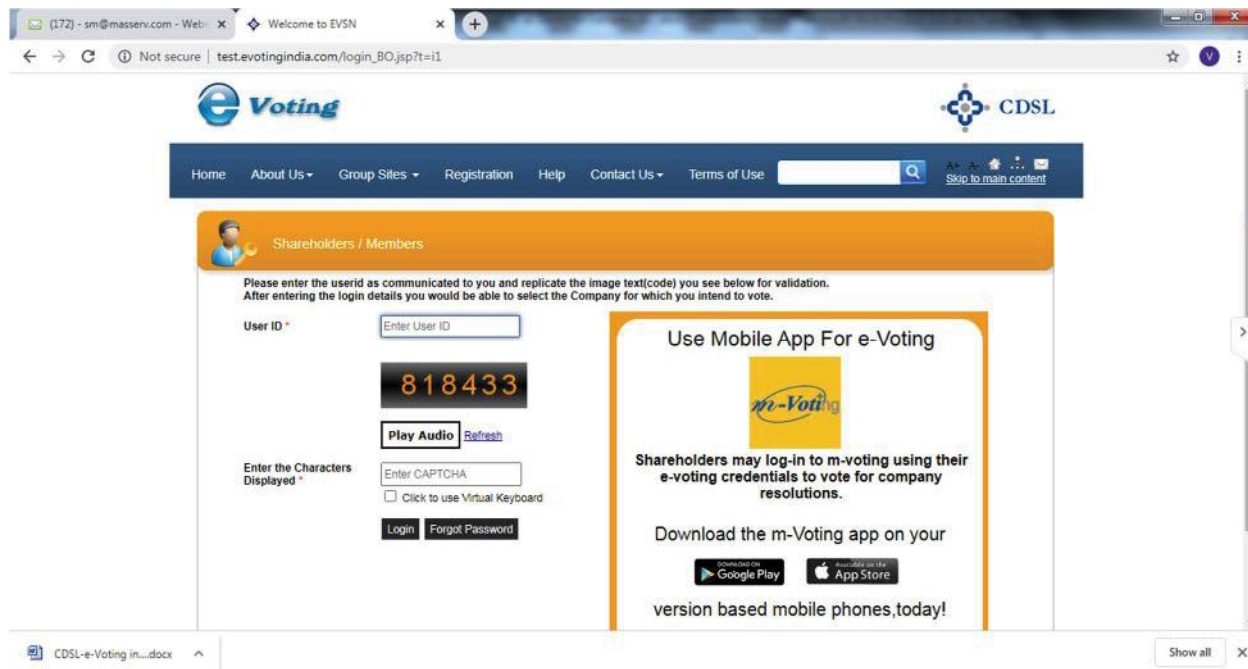 (172) - sm@masserv.com - Web
Welcome to EVSN
Not secure | test.evotingindia.com/login_BO.jsp?t=i1
V
e Voting
CDSL
Home About Us Group Sites Registration Help Contact Us Terms of Use
A+ A-
Skip to main content
Shareholders / Members
Please enter the userid as communicated to you and replicate the image text(code) you see below for validation.
After entering the login details you would be able to select the Company for which you intend to vote.
User ID *
Enter User ID
818433
Play Audio Refresh
Enter the Characters
Displayed *
Enter CAPTCHA
Click to use Virtual Keyboard
Login Forgot Password
Use Mobile App For e-Voting
m-Voting
Shareholders may log-in to m-voting using their
e-voting credentials to vote for company
resolutions.
Download the m-Voting app on your
DOWNLOAD ON
Google Play
Available on the
App Store
version based mobile phones,today!
CDSL-e-Voting in....docx
Show all